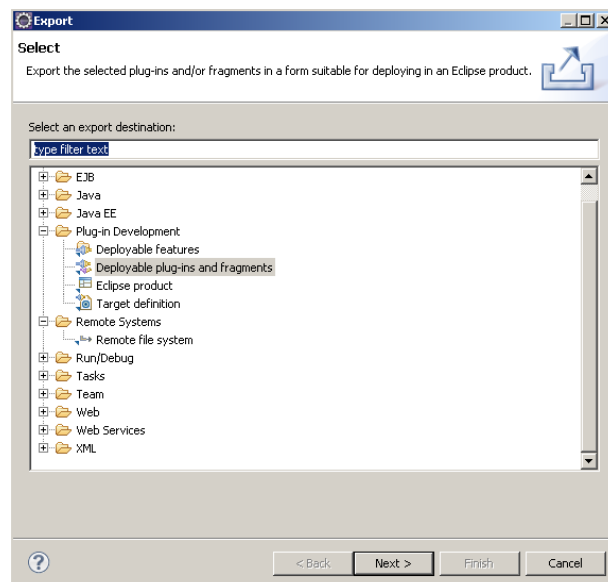 Export
Select
Export the selected plug-ins and/or fragments in a form suitable for deploying in an Eclipse product.
Select an export destination:
type filter text
EJB
Java
Java EE
Plug-in Development
Deployable features
Deployable plug-ins and fragments
Eclipse product
Target definition
Remote Systems
Remote file system
Run/Debug
Tasks
Team
Web
Web Services
XML
? < Back Next > Finish Cancel